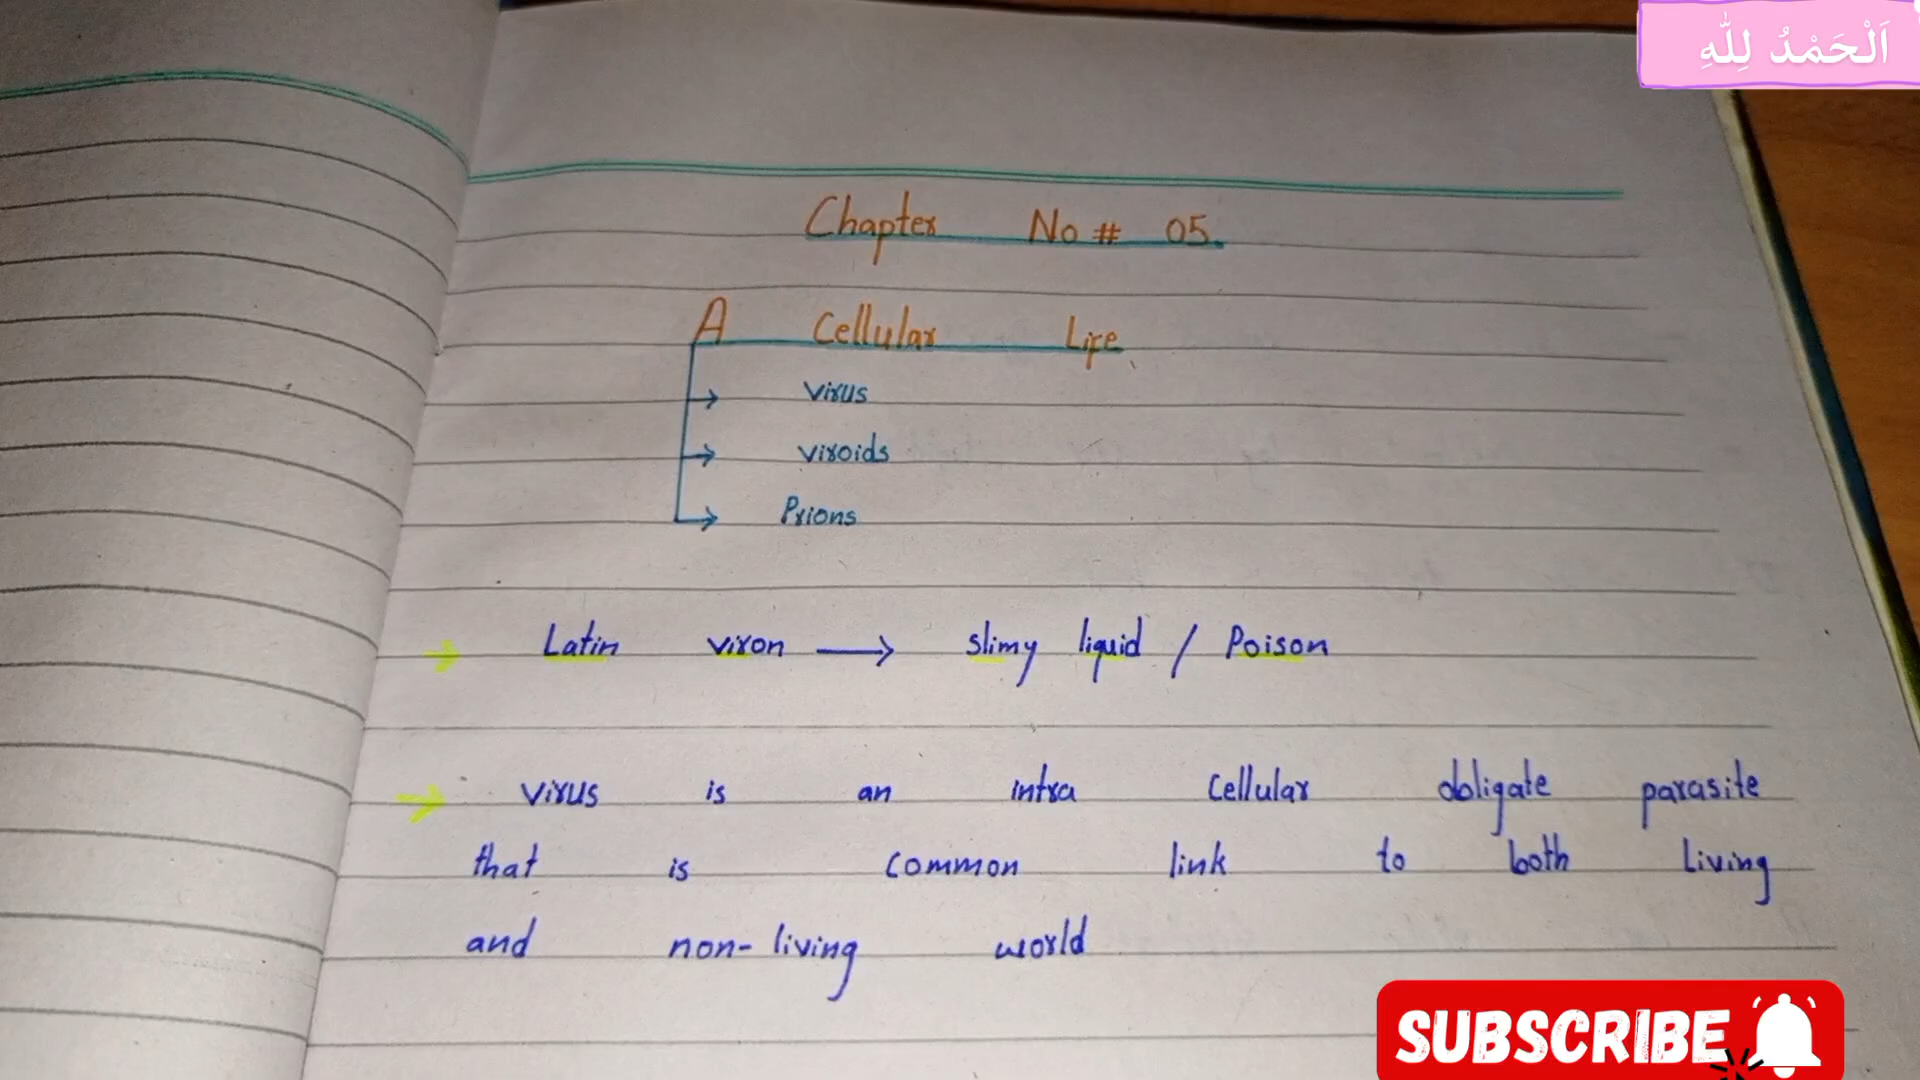 اَلْحَمْدُ لِلّٰهِ
Chapter No # 05.
A Cellular Life
→ virus
→ viroids
→ Prions
→ Latin viron → slimy liquid / Poison
→ virus is an intra cellular obligate parasite
that is common link to both living
and non-living world
SUBSCRIBE